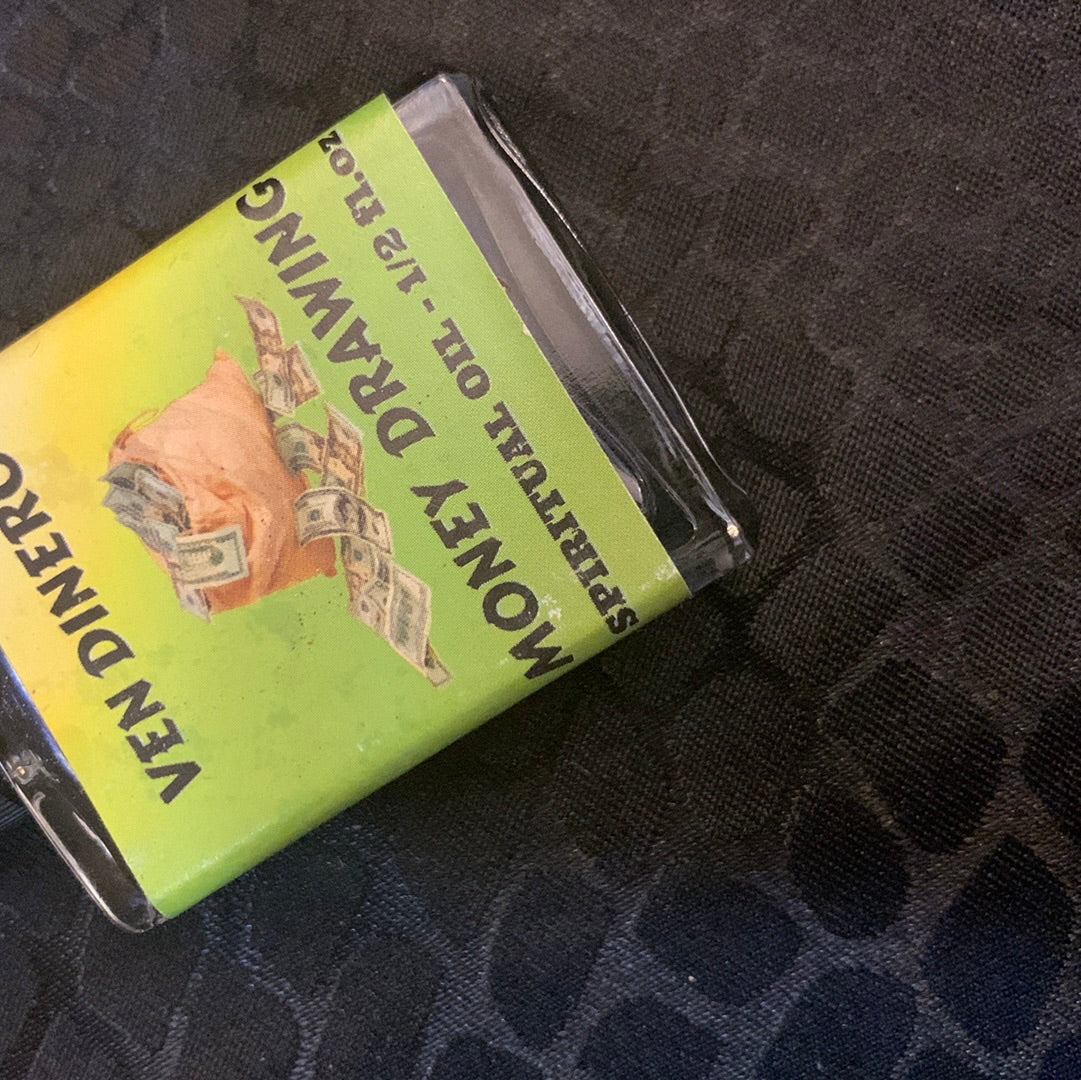 VEN DINERO
MONEY DRAWING
SPIRITUAL OIL - 1/2 FL.OZ